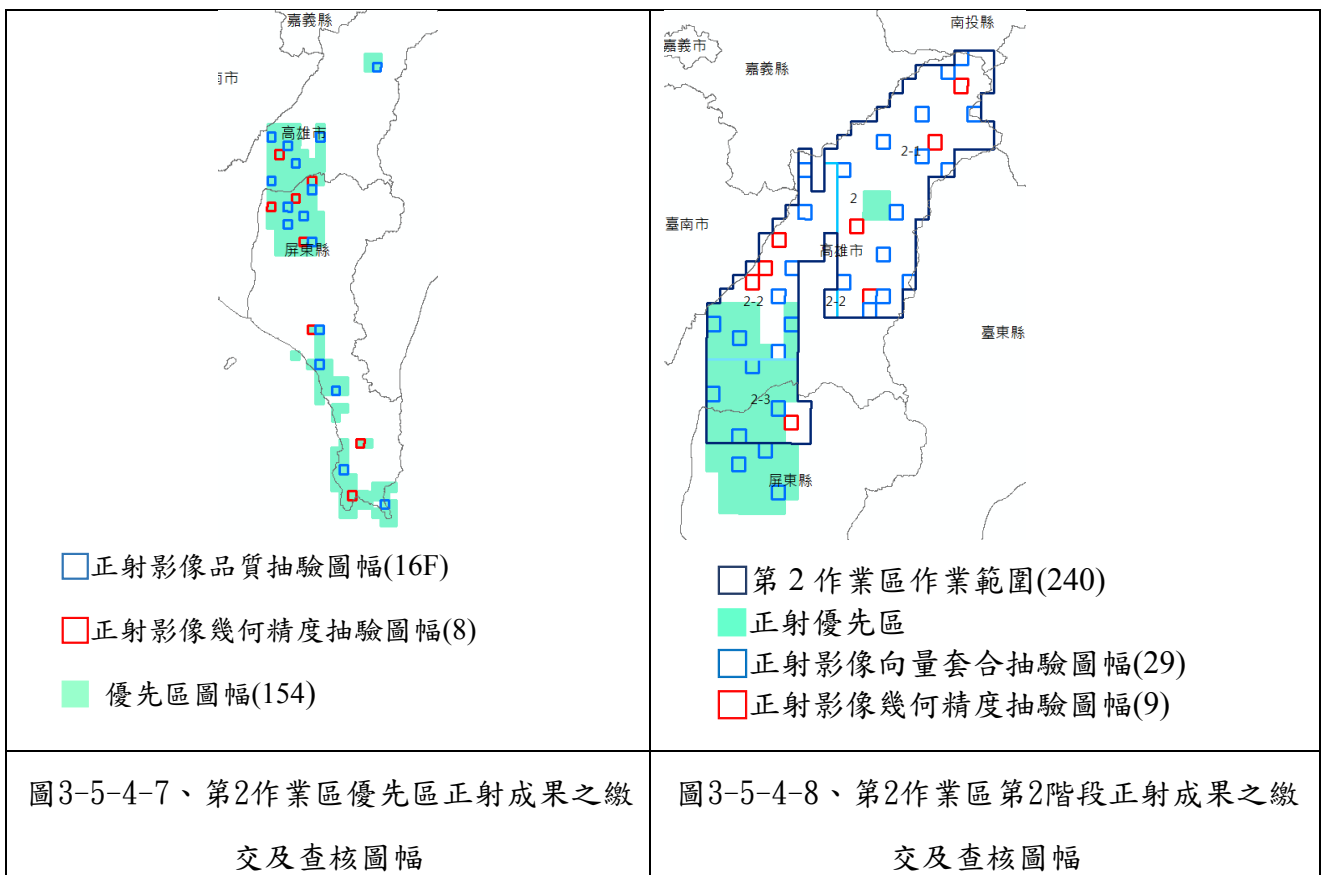 嘉義縣
南市
高雄市
屏東縣
正射影像品質抽驗圖幅(16F)
正射影像幾何精度抽驗圖幅(8)
優先區圖幅(154)
圖3-5-4-7、第2作業區優先區正射成果之繳
交及查核圖幅
南投縣
嘉義市
嘉義縣
2-1
2
臺南市
高雄市
2-2
2-2
臺東縣
2-3
屏東縣
第 2 作業區作業範圍(240)
正射優先區
正射影像向量套合抽驗圖幅(29)
正射影像幾何精度抽驗圖幅(9)
圖3-5-4-8、第2作業區第2階段正射成果之繳
交及查核圖幅